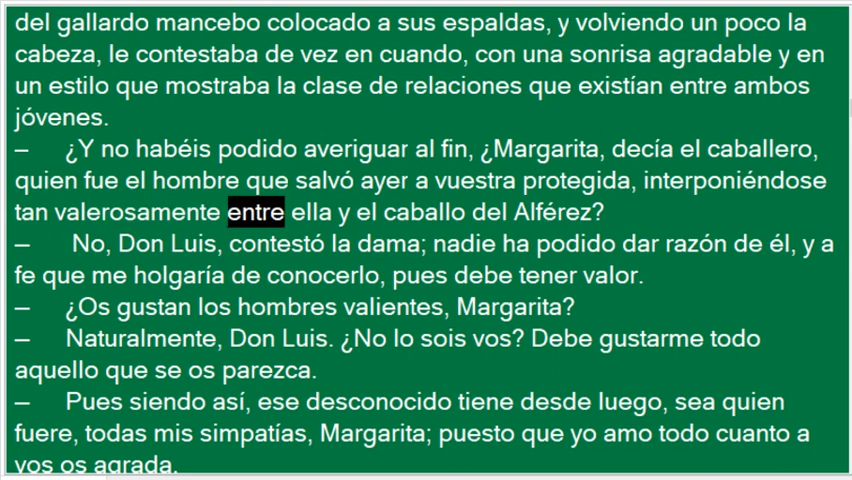 del gallardo mancebo colocado a sus espaldas, y volviendo un poco la
cabeza, le contestaba de vez en cuando, con una sonrisa agradable y en
un estilo que mostraba la clase de relaciones que existían entre ambos
jóvenes.
– ¿Y no habéis podido averiguar al fin, ¿Margarita, decía el caballero,
quien fue el hombre que salvó ayer a vuestra protegida, interponiéndose
tan valerosamente entre ella y el caballo del Alférez?
– No, Don Luis, contestó la dama; nadie ha podido dar razón de él, y a
fe que me holgaría de conocerlo, pues debe tener valor.
– ¿Os gustan los hombres valientes, Margarita?
– Naturalmente, Don Luis. ¿No lo sois vos? Debe gustarme todo
aquello que se os parezca.
– Pues siendo así, ese desconocido tiene desde luego, sea quien
fuere, todas mis simpatías, Margarita; puesto que yo amo todo cuanto a
vos os agrada.